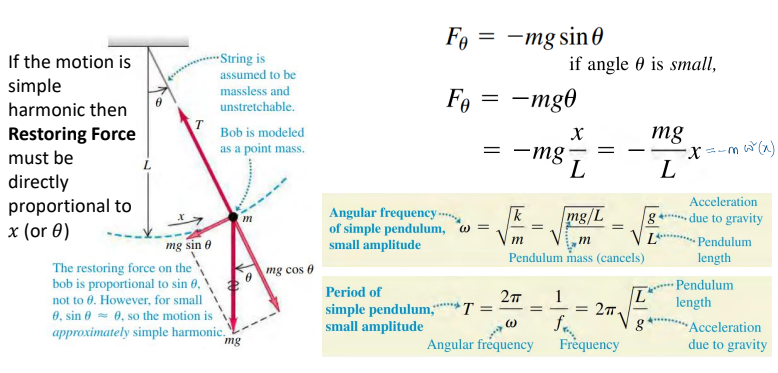 If the motion is
simple
harmonic then
Restoring Force
must be
directly
proportional to
x (or θ)
String is
assumed to be
massless and
unstretchable.
θ
T
Bob is modeled
as a point mass.
L
x
m
mg sin θ
mg cos θ
θ
The restoring force on the
bob is proportional to sin θ,
not to θ. However, for small
θ, sin θ ≈ θ, so the motion is
approximately simple harmonic.
mg
F_θ = −mg sin θ
if angle θ is small,
F_θ = −mgθ
= −mg x/L = − mg/L x = −m ω²(x)
Angular frequency
of simple pendulum,
small amplitude
ω = √(k/m) = √((mg/L)/m) = √(g/L)
Acceleration
due to gravity
Pendulum
length
Pendulum mass (cancels)
Period of
simple pendulum,
small amplitude
T = 2π/ω = 1/f = 2π√(L/g)
Pendulum
length
Acceleration
due to gravity
Angular frequency
Frequency